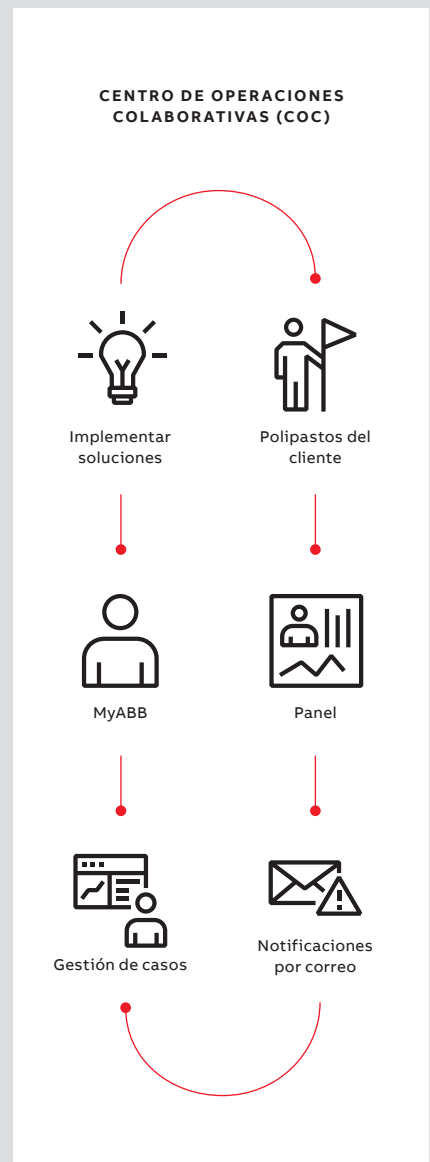 CENTRO DE OPERACIONES
COLABORATIVAS (COC)
Implementar
soluciones
Polipastos del
cliente
MyABB
Panel
Gestión de casos
Notificaciones
por correo